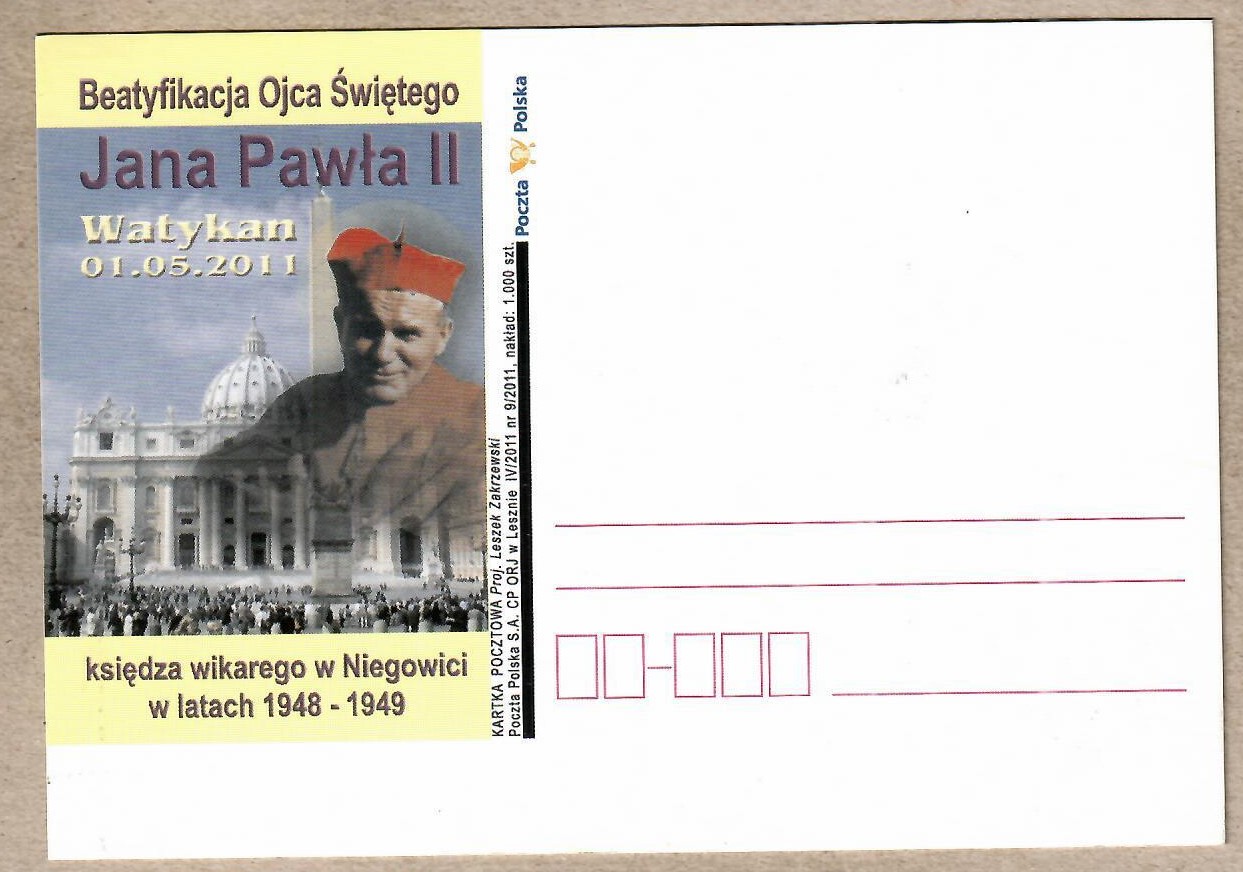 Beatyfikacja Ojca Świętego
Jana Pawła II
Watykan
01.05.2011
księdza wikarego w Niegowici
w latach 1948 - 1949
KARTKA POCZTOWA Proj. Leszek Zakrzewski
Poczta Polska S.A. CP ORJ w Lesznie IV/2011 nr 9/2011, nakład: 1.000 szt.
Poczta Polska